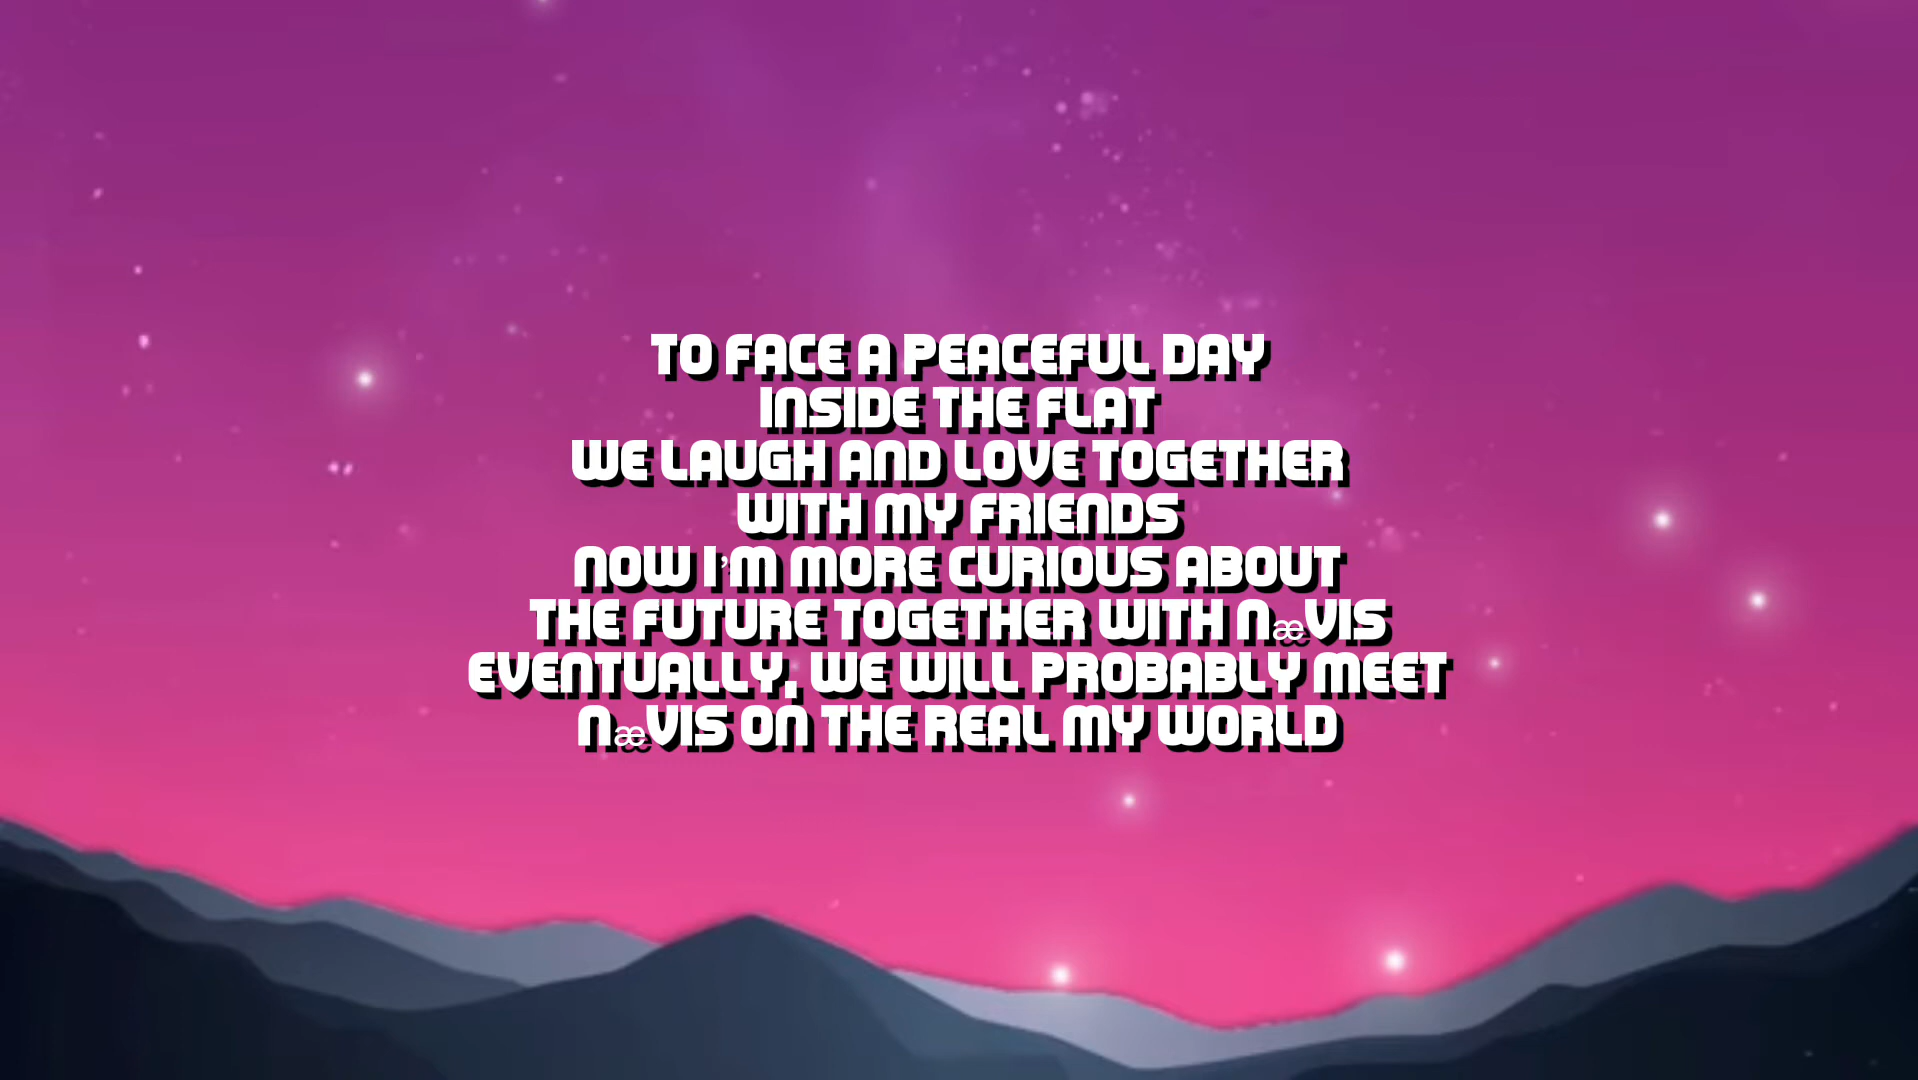 TO FACE A PEACEFUL DAY
INSIDE THE FLAT
WE LAUGH AND LOVE TOGETHER
WITH MY FRIENDS
NOW I’M MORE CURIOUS ABOUT
THE FUTURE TOGETHER WITH NæVIS
EVENTUALLY, WE WILL PROBABLY MEET
NæVIS ON THE REAL MY WORLD